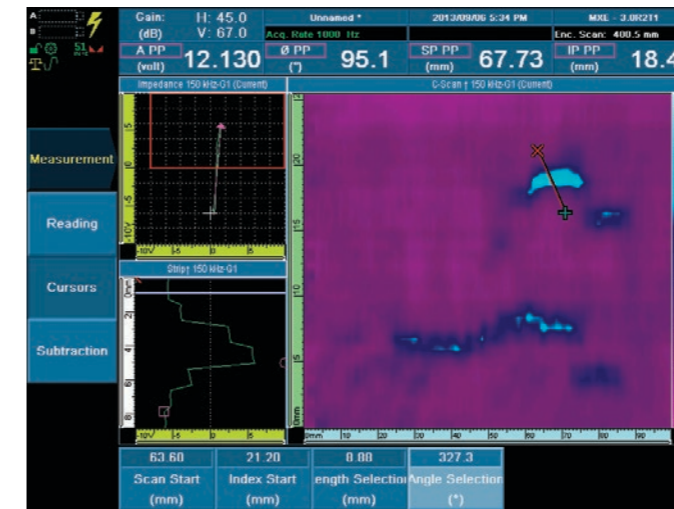 Gain: H: 45.0
(dB) V: 67.0
Unnamed * 2013/09/06 5:34 PM MXE - 3.0R2T1
Acq. Rate 1000 Hz Enc. Scan: 400.5 mm
A PP
(volt) 12.130
Ø PP
(°) 95.1
SP PP
(mm) 67.73
IP PP
(mm) 18.4
Impedance 150 kHz-G1 (Current)
C-Scan † 150 kHz-G1 (Current)
Measurement
Reading
Cursors
Subtraction
Strip† 150 kHz-G1
63.60 21.20 8.88 327.3
Scan Start
(mm)
Index Start
(mm)
ength Selection
(mm)
Angle Selection
(°)